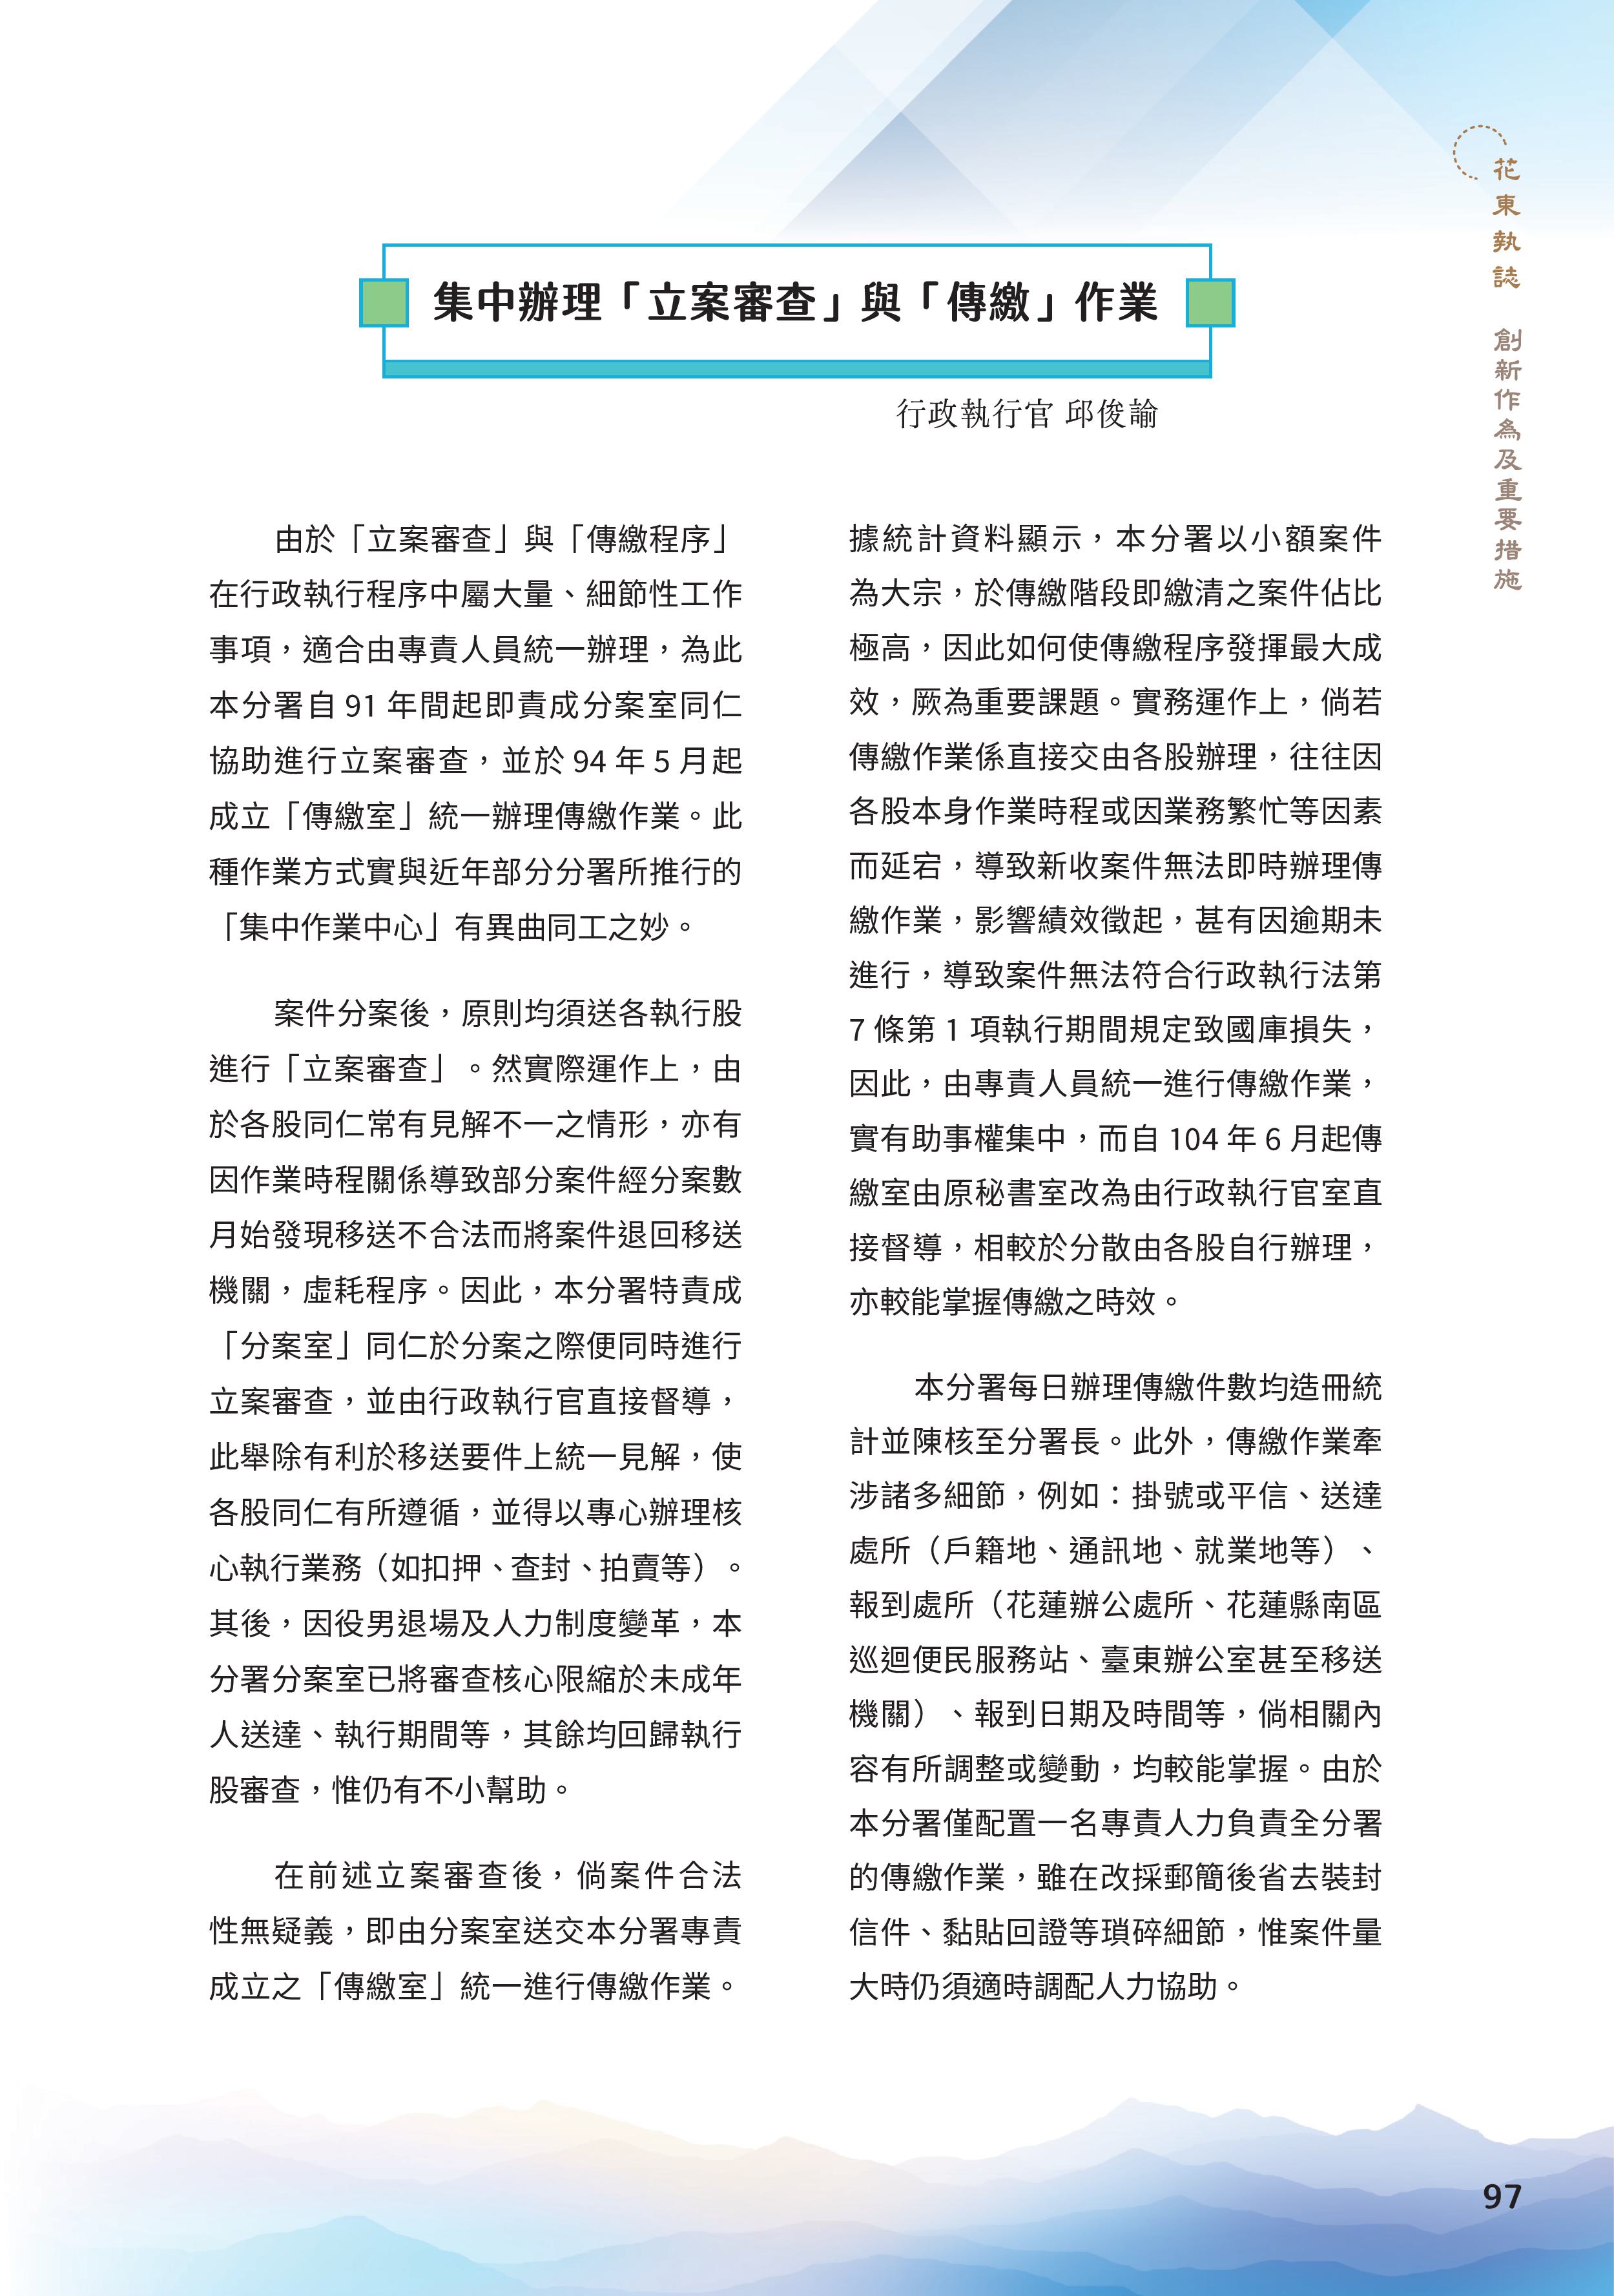 花東執誌 創新作為及重要措施
集中辦理「立案審查」與「傳繳」作業
行政執行官 邱俊諭
由於「立案審查」與「傳繳程序」
在行政執行程序中屬大量、細節性工作
事項，適合由專責人員統一辦理，為此
本分署自 91 年間起即責成分案室同仁
協助進行立案審查，並於 94 年 5 月起
成立「傳繳室」統一辦理傳繳作業。此
種作業方式實與近年部分分署所推行的
「集中作業中心」有異曲同工之妙。
案件分案後，原則均須送各執行股
進行「立案審查」。然實際運作上，由
於各股同仁常有見解不一之情形，亦有
因作業時程關係導致部分案件經分案數
月始發現移送不合法而將案件退回移送
機關，虛耗程序。因此，本分署特責成
「分案室」同仁於分案之際便同時進行
立案審查，並由行政執行官直接督導，
此舉除有利於移送要件上統一見解，使
各股同仁有所遵循，並得以專心辦理核
心執行業務（如扣押、查封、拍賣等）。
其後，因役男退場及人力制度變革，本
分署分案室已將審查核心限縮於未成年
人送達、執行期間等，其餘均回歸執行
股審查，惟仍有不小幫助。
在前述立案審查後，倘案件合法
性無疑義，即由分案室送交本分署專責
成立之「傳繳室」統一進行傳繳作業。
據統計資料顯示，本分署以小額案件
為大宗，於傳繳階段即繳清之案件佔比
極高，因此如何使傳繳程序發揮最大成
效，厥為重要課題。實務運作上，倘若
傳繳作業係直接交由各股辦理，往往因
各股本身作業時程或因業務繁忙等因素
而延宕，導致新收案件無法即時辦理傳
繳作業，影響績效徵起，甚有因逾期未
進行，導致案件無法符合行政執行法第
7 條第 1 項執行期間規定致國庫損失，
因此，由專責人員統一進行傳繳作業，
實有助事權集中，而自 104 年 6 月起傳
繳室由原秘書室改為由行政執行官室直
接督導，相較於分散由各股自行辦理，
亦較能掌握傳繳之時效。
本分署每日辦理傳繳件數均造冊統
計並陳核至分署長。此外，傳繳作業牽
涉諸多細節，例如：掛號或平信、送達
處所（戶籍地、通訊地、就業地等）、
報到處所（花蓮辦公處所、花蓮縣南區
巡迴便民服務站、臺東辦公室甚至移送
機關）、報到日期及時間等，倘相關內
容有所調整或變動，均較能掌握。由於
本分署僅配置一名專責人力負責全分署
的傳繳作業，雖在改採郵簡後省去裝封
信件、黏貼回證等瑣碎細節，惟案件量
大時仍須適時調配人力協助。
97